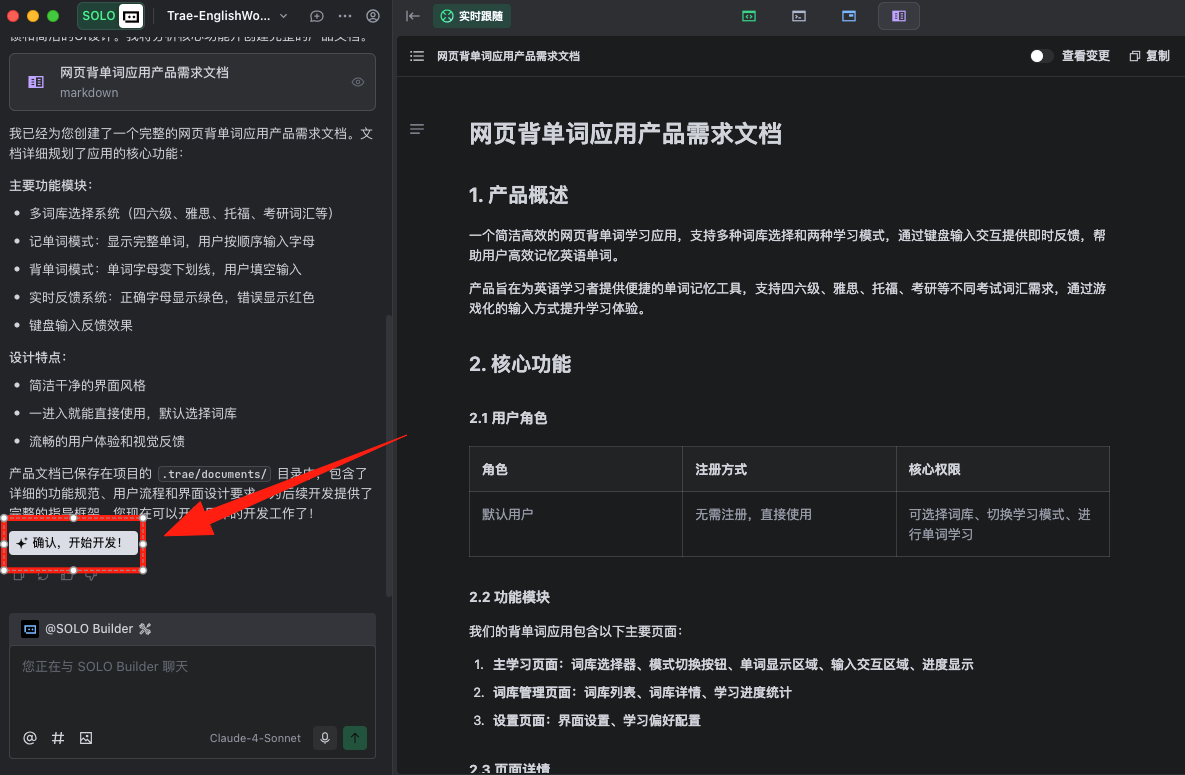 SOLO
Trae-EnglishWo...
实时跟随
网页背单词应用产品需求文档
markdown
我已经为您创建了一个完整的网页背单词应用产品需求文档。文
档详细规划了应用的核心功能：
主要功能模块：
• 多词库选择系统（四六级、雅思、托福、考研词汇等）
• 记单词模式：显示完整单词，用户按顺序输入字母
• 背单词模式：单词字母变下划线，用户填空输入
• 实时反馈系统：正确字母显示绿色，错误显示红色
• 键盘输入反馈效果
设计特点：
• 简洁干净的界面风格
• 一进入就能直接使用，默认选择词库
• 流畅的用户体验和视觉反馈
产品文档已保存在项目的 .trae/documents/ 目录中，包含了
详细的功能规范、用户流程和界面设计要求，为后续开发提供了
完整的指导框架。您现在可以开始的开发工作了！
确认，开始开发！
@SOLO Builder
您正在与 SOLO Builder 聊天
@ #
Claude-4-Sonnet
网页背单词应用产品需求文档
查看变更
复制
网页背单词应用产品需求文档
1. 产品概述
一个简洁高效的网页背单词学习应用，支持多种词库选择和两种学习模式，通过键盘输入交互提供即时反馈，帮
助用户高效记忆英语单词。
产品旨在为英语学习者提供便捷的单词记忆工具，支持四六级、雅思、托福、考研等不同考试词汇需求，通过游
戏化的输入方式提升学习体验。
2. 核心功能
2.1 用户角色
角色 注册方式 核心权限
默认用户 无需注册，直接使用 可选择词库、切换学习模式、进
行单词学习
2.2 功能模块
我们的背单词应用包含以下主要页面：
1. 主学习页面：词库选择器、模式切换按钮、单词显示区域、输入交互区域、进度显示
2. 词库管理页面：词库列表、词库详情、学习进度统计
3. 设置页面：界面设置、学习偏好配置
2.3 页面详情